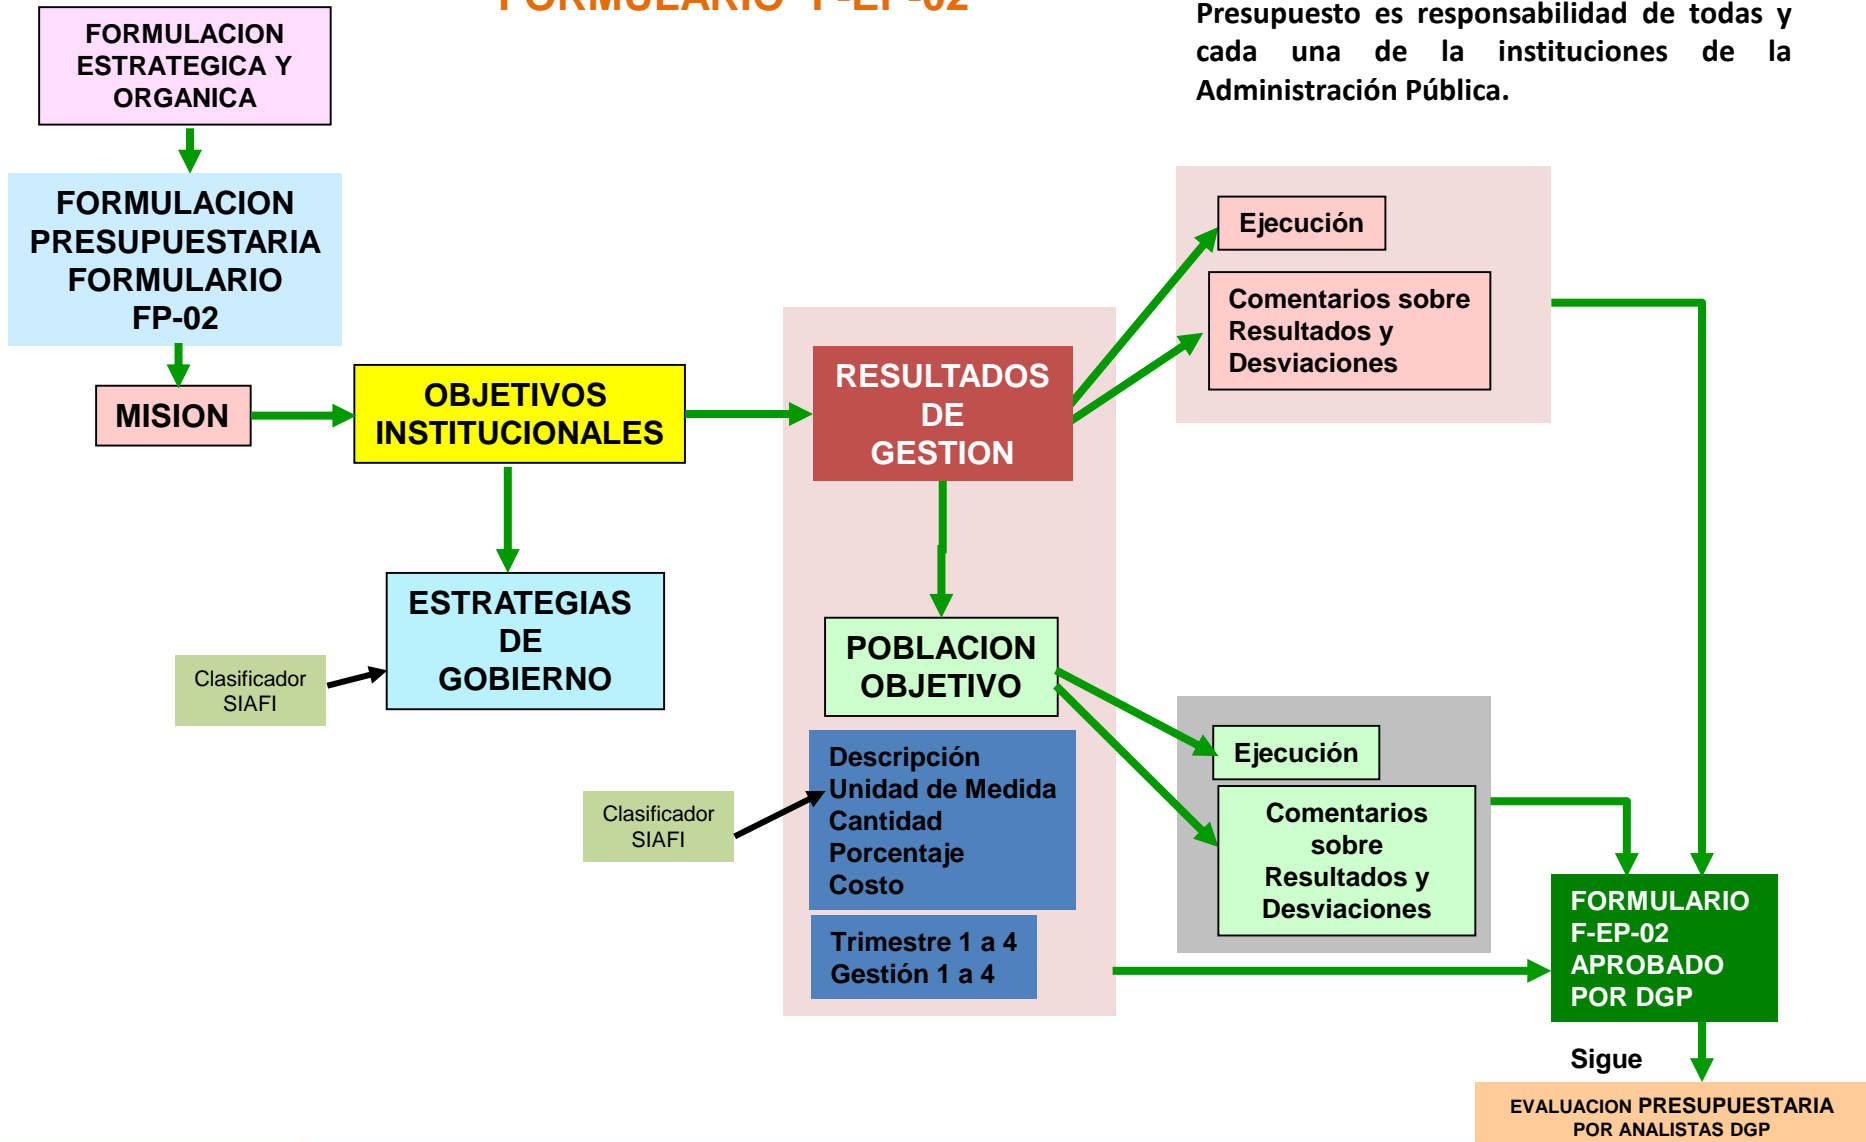 FORMULARIO F-EP-02
Presupuesto es responsabilidad de todas y
cada una de la instituciones de la
Administración Pública.
FORMULACION
ESTRATEGICA Y
ORGANICA
FORMULACION
PRESUPUESTARIA
FORMULARIO
FP-02
MISION
OBJETIVOS
INSTITUCIONALES
ESTRATEGIAS
DE
GOBIERNO
Clasificador
SIAFI
RESULTADOS
DE
GESTION
Ejecución
Comentarios sobre
Resultados y
Desviaciones
POBLACION
OBJETIVO
Descripción
Unidad de Medida
Cantidad
Porcentaje
Costo
Clasificador
SIAFI
Trimestre 1 a 4
Gestión 1 a 4
Ejecución
Comentarios
sobre
Resultados y
Desviaciones
FORMULARIO
F-EP-02
APROBADO
POR DGP
Sigue
EVALUACION PRESUPUESTARIA
POR ANALISTAS DGP